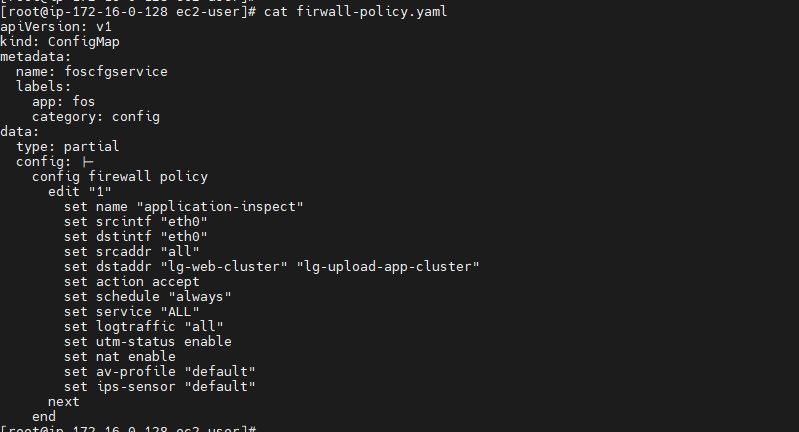 [root@ip-172-16-0-128 ec2-user]# cat firwall-policy.yaml
apiVersion: v1
kind: ConfigMap
metadata:
  name: foscfgservice
  labels:
    app: fos
    category: config
data:
  type: partial
  config: |-
    config firewall policy
      edit "1"
        set name "application-inspect"
        set srcintf "eth0"
        set dstintf "eth0"
        set srcaddr "all"
        set dstaddr "lg-web-cluster" "lg-upload-app-cluster"
        set action accept
        set schedule "always"
        set service "ALL"
        set logtraffic "all"
        set utm-status enable
        set nat enable
        set av-profile "default"
        set ips-sensor "default"
      next
    end
[root@ip-172-16-0-128 ec2-user]#